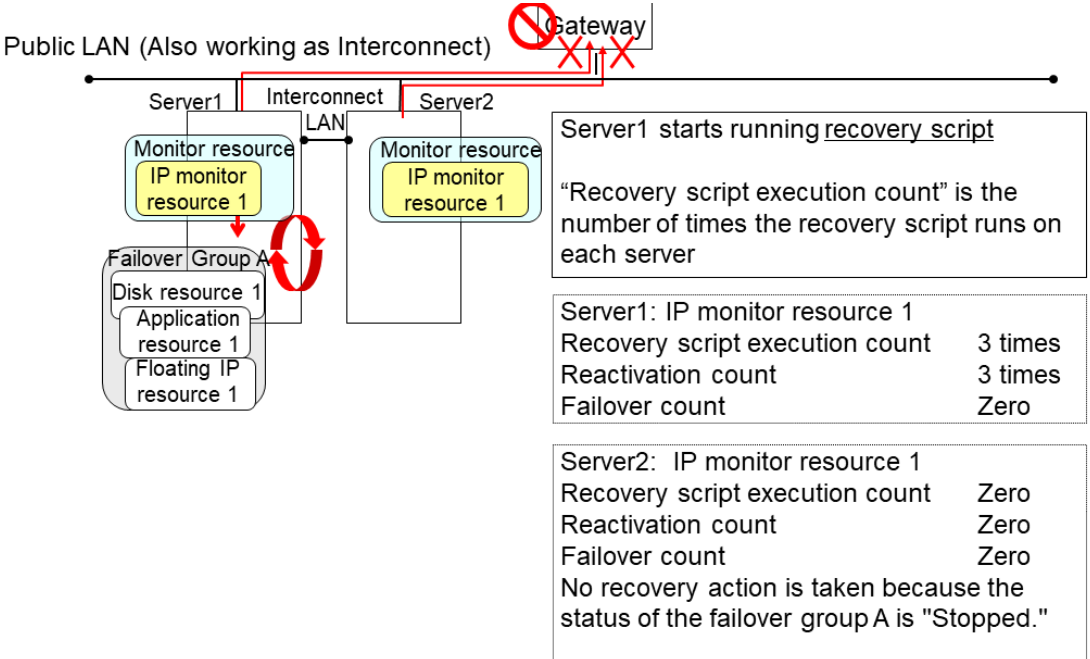 Gateway
Public LAN (Also working as Interconnect)
Server1
Interconnect
LAN
Server2
Monitor resource
IP monitor
resource 1
Monitor resource
IP monitor
resource 1
Failover Group A
Disk resource 1
Application
resource 1
Floating IP
resource 1
Server1 starts running recovery script
“Recovery script execution count” is the
number of times the recovery script runs on
each server
Server1: IP monitor resource 1
Recovery script execution count 3 times
Reactivation count 3 times
Failover count Zero
Server2: IP monitor resource 1
Recovery script execution count Zero
Reactivation count Zero
Failover count Zero
No recovery action is taken because the
status of the failover group A is "Stopped."